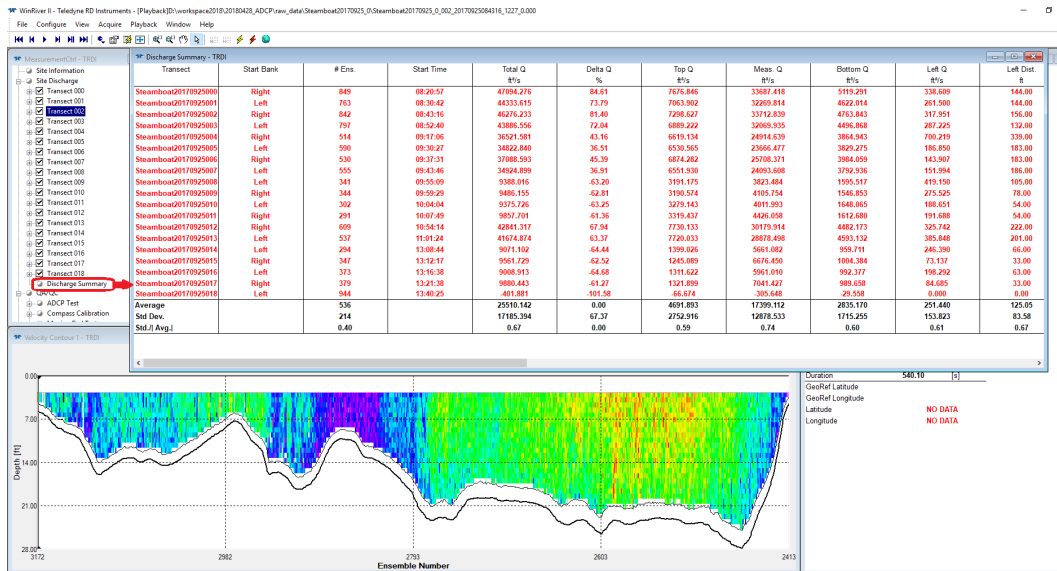 WinRiver II - Teledyne RD Instruments - [Playback]D:\workspace2018\20180428_ADCP\raw_data\Steamboat20170925_0\Steamboat20170925_0_002_20170925084316_1227_0.000
File Configure View Acquire Playback Window Help
MeasurementCtrl - TRDI
Site Information
Site Discharge
Transect 000
Transect 001
Transect 002
Transect 003
Transect 004
Transect 005
Transect 006
Transect 007
Transect 008
Transect 009
Transect 010
Transect 011
Transect 012
Transect 013
Transect 014
Transect 015
Transect 016
Transect 017
Transect 018
Discharge Summary
QA/QC
ADCP Test
Compass Calibration
Discharge Summary - TRDI
Transect Start Bank # Ens. Start Time Total Q Delta Q Top Q Meas. Q Bottom Q Left Q Left Dist.
ft³/s % ft³/s ft³/s ft³/s ft³/s ft
Steamboat20170925000 Right 849 08:20:57 47094.276 84.61 7676.846 33687.418 5119.291 338.609 144.00
Steamboat20170925001 Left 763 08:30:42 44333.615 73.79 7063.902 32269.814 4622.014 261.500 144.00
Steamboat20170925002 Right 842 08:43:16 46276.233 81.40 7298.627 33712.839 4763.843 317.951 156.00
Steamboat20170925003 Left 797 08:52:40 43886.556 72.04 6889.222 32069.935 4496.868 287.225 132.00
Steamboat20170925004 Right 514 09:17:06 36521.581 43.16 6619.134 24914.639 3864.943 700.219 339.00
Steamboat20170925005 Left 590 09:30:27 34822.840 36.51 6530.565 23666.477 3829.275 186.850 183.00
Steamboat20170925006 Right 530 09:37:31 37088.593 45.39 6874.282 25708.371 3984.059 143.907 183.00
Steamboat20170925007 Left 555 09:43:46 34924.899 36.91 6551.930 24093.608 3792.936 151.994 186.00
Steamboat20170925008 Left 341 09:55:09 9388.016 -63.20 3191.175 3823.484 1595.517 419.150 105.00
Steamboat20170925009 Right 344 09:59:29 9486.155 -62.81 3190.574 4105.754 1546.853 275.525 78.00
Steamboat20170925010 Left 302 10:04:04 9375.726 -63.25 3279.143 4011.993 1648.065 188.651 54.00
Steamboat20170925011 Right 291 10:07:49 9857.701 -61.36 3319.437 4426.058 1612.680 191.688 54.00
Steamboat20170925012 Right 609 10:54:14 42841.317 67.94 7730.133 30179.914 4482.173 325.742 222.00
Steamboat20170925013 Left 537 11:01:24 41674.874 63.37 7720.033 28878.498 4593.132 385.848 201.00
Steamboat20170925014 Left 294 13:08:44 9071.102 -64.44 1399.026 5661.082 959.711 246.390 66.00
Steamboat20170925015 Right 347 13:12:17 9561.729 -62.52 1245.089 6676.450 1004.384 73.137 33.00
Steamboat20170925016 Left 373 13:16:38 9008.913 -64.68 1311.622 5961.010 992.377 198.292 63.00
Steamboat20170925017 Right 379 13:21:38 9880.443 -61.27 1321.899 7041.427 989.658 84.685 33.00
Steamboat20170925018 Left 944 13:40:25 -401.881 -101.58 -66.674 -305.648 -29.558 0.000 0.00
Average 536 25510.142 0.00 4691.893 17399.112 2835.170 251.440 125.05
Std Dev. 214 17185.394 67.37 2752.916 12878.533 1715.255 153.823 83.58
Std./| Avg.| 0.40 0.67 0.00 0.59 0.74 0.60 0.61 0.67
Velocity Contour 1 - TRDI
Depth [ft]
0.00
7.00
14.00
21.00
28.00
3172 2982 2793 2603 2413
Ensemble Number
Duration 540.10 [s]
GeoRef Latitude
GeoRef Longitude
Latitude NO DATA
Longitude NO DATA